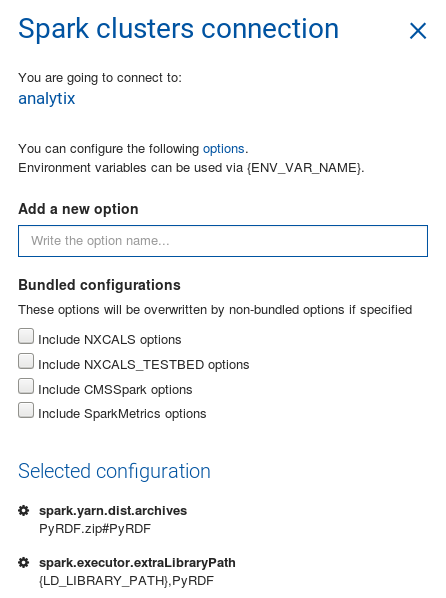 Spark clusters connection
You are going to connect to:
analytix
You can configure the following options.
Environment variables can be used via {ENV_VAR_NAME}.
Add a new option
Write the option name...
Bundled configurations
These options will be overwritten by non-bundled options if specified
Include NXCALS options
Include NXCALS_TESTBED options
Include CMSSpark options
Include SparkMetrics options
Selected configuration
spark.yarn.dist.archives
PyRDF.zip#PyRDF
spark.executor.extraLibraryPath
{LD_LIBRARY_PATH},PyRDF